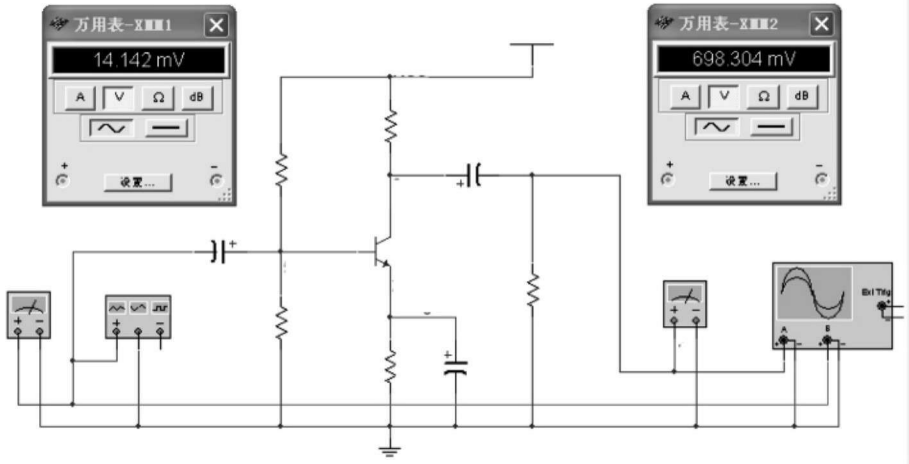 万用表-XMM1
14.142 mV
A V Ω dB
+ -
设置...
万用表-XMM2
698.304 mV
A V Ω dB
+ -
设置...
+
+
+
+ -
+ -
+ -
Ext Trig
+
-
A B
+ - + -